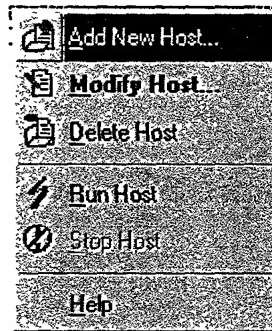 Add New Host...
Modify Host...
Delete Host
Run Host
Stop Host
Help